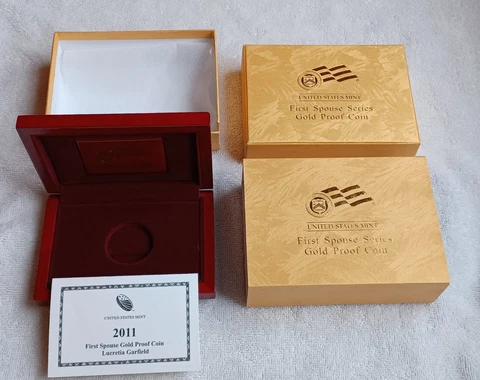 UNITED STATES MINT
First Spouse Series
Gold Proof Coin
UNITED STATES MINT
First Spouse Series
Gold Proof Coin
UNITED STATES MINT
2011
First Spouse Gold Proof Coin
Lucretia Garfield